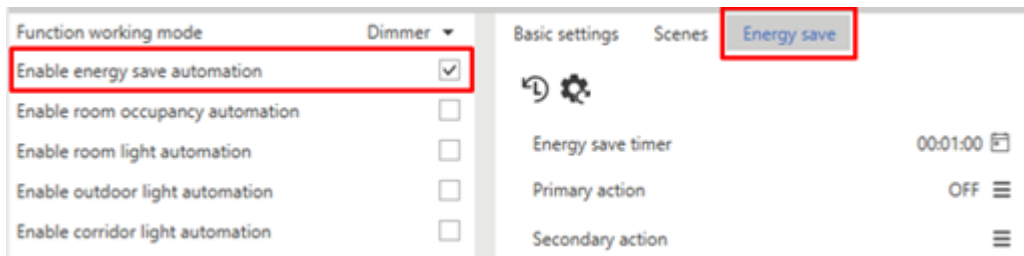 Function working mode Dimmer
Enable energy save automation
Enable room occupancy automation
Enable room light automation
Enable outdoor light automation
Enable corridor light automation
Basic settings Scenes Energy save
Energy save timer 00:01:00
Primary action OFF
Secondary action